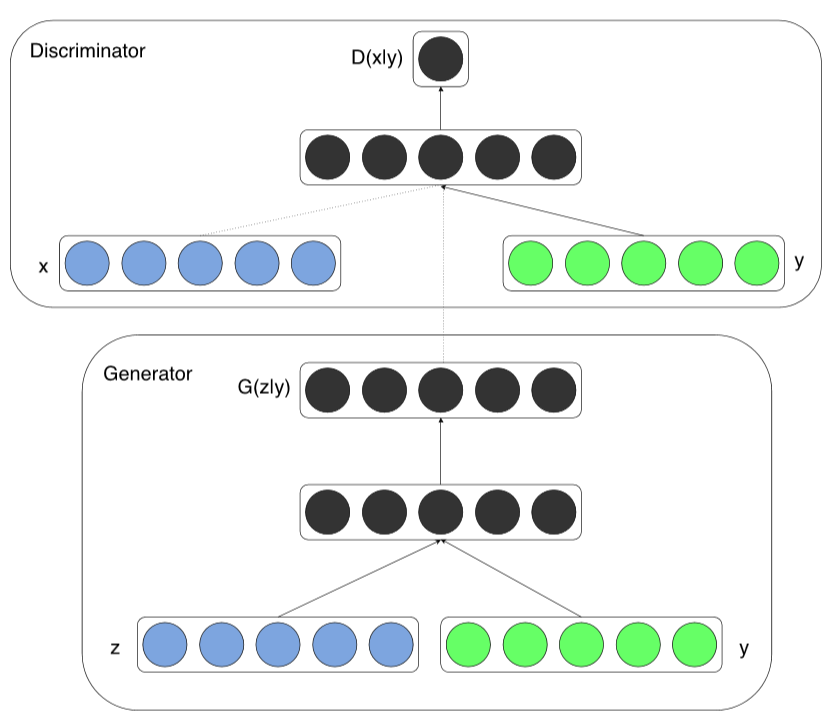 Discriminator
D(x|y)
x
y
Generator
G(z|y)
z
y